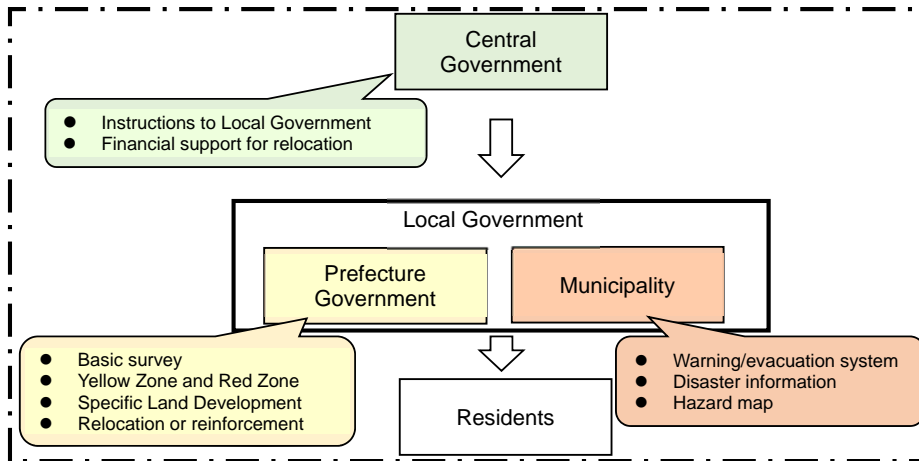 Central
Government
● Instructions to Local Government
● Financial support for relocation
Local Government
Prefecture
Government
Municipality
● Basic survey
● Yellow Zone and Red Zone
● Specific Land Development
● Relocation or reinforcement
● Warning/evacuation system
● Disaster information
● Hazard map
Residents